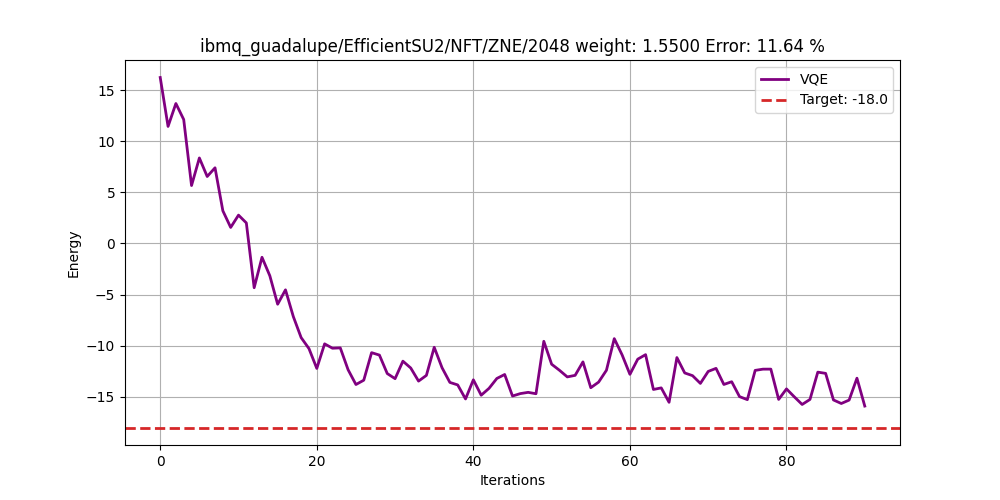 ibmq_guadalupe/EfficientSU2/NFT/ZNE/2048 weight: 1.5500 Error: 11.64 %
VQE
Target: -18.0
15
10
5
0
−5
−10
−15
Energy
0 20 40 60 80
Iterations